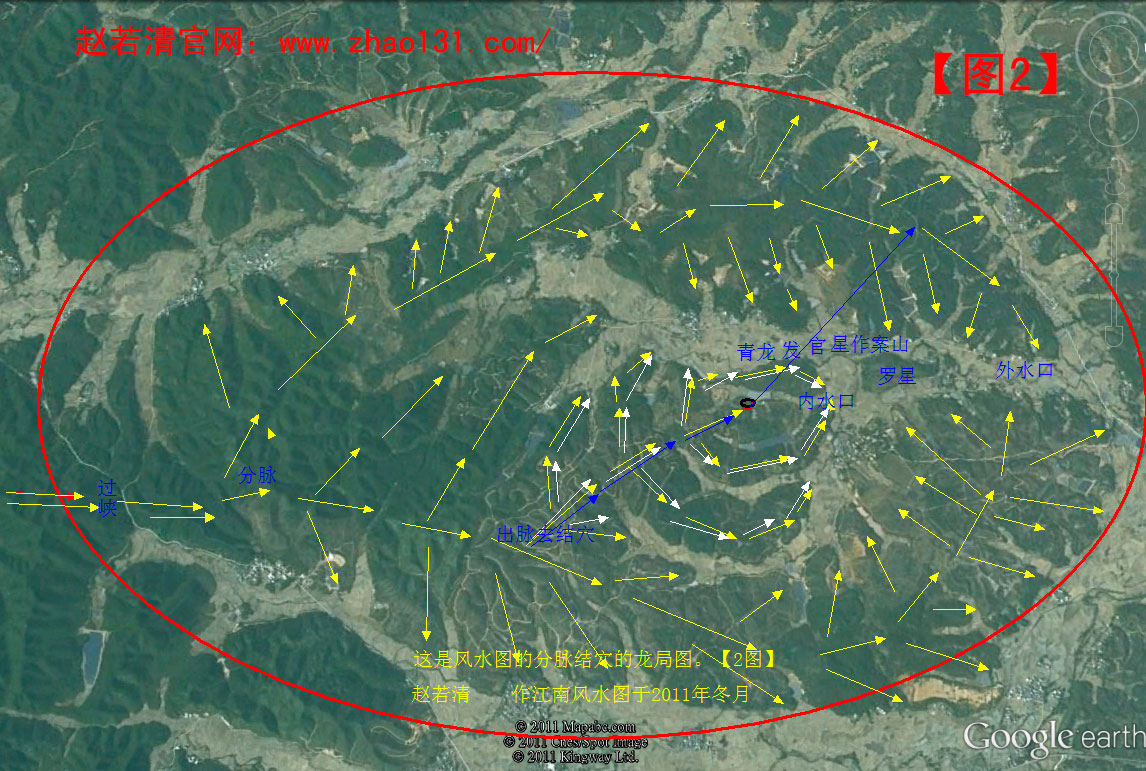 赵若清官网：www.zhao131.com/
【图2】
青龙 发 官星作案山
罗星
外水口
内水口
分脉
过峡
出脉去结穴
这是风水图的分脉结穴的龙局图。【2图】
赵若清 作江南风水图于2011年冬月
© 2011 Mapabc.com
© 2011 Cnes/Spot Image
© 2011 Kingway Ltd.
Google earth